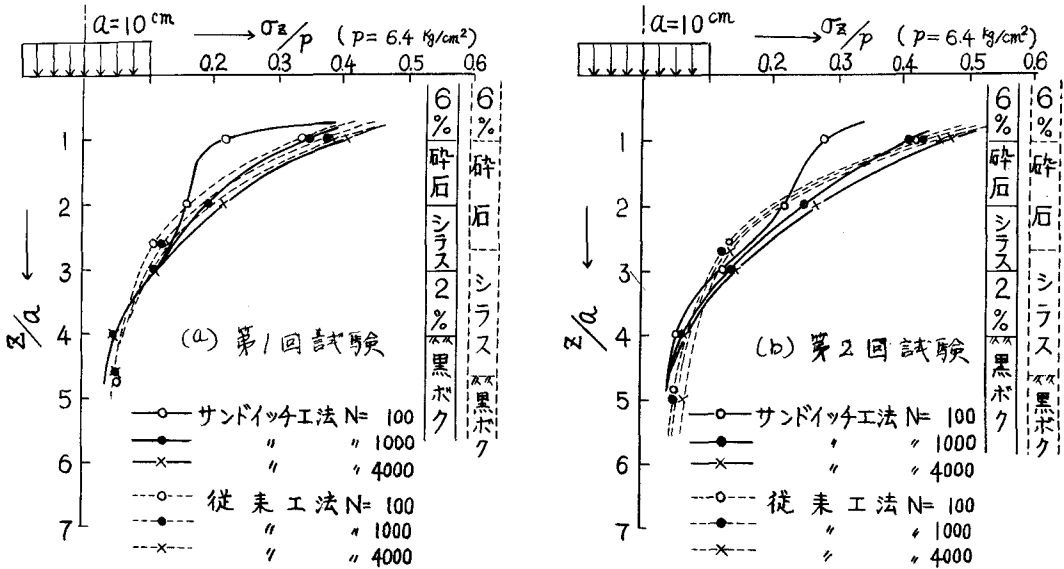 a=10 cm
σz/p (p=6.4 kg/cm²)
0.2 0.3 0.4 0.5 0.6
1
2
3
4
5
6
7
z/a
6%
砕石
シラス
2%
黒ボク
6%
砕石
シラス
黒ボク
(a) 第1回試験
サンドイッチ工法 N= 100
〃 〃 1000
〃 〃 4000
従来工法 N= 100
〃 〃 1000
〃 〃 4000
a=10 cm
σz/p (p=6.4 kg/cm²)
0.2 0.3 0.4 0.5 0.6
1
2
3
4
5
6
7
z/a
6%
砕石
シラス
2%
黒ボク
6%
砕石
シラス
黒ボク
(b) 第2回試験
サンドイッチ工法 N= 100
〃 〃 1000
〃 〃 4000
従来工法 N= 100
〃 〃 1000
〃 〃 4000